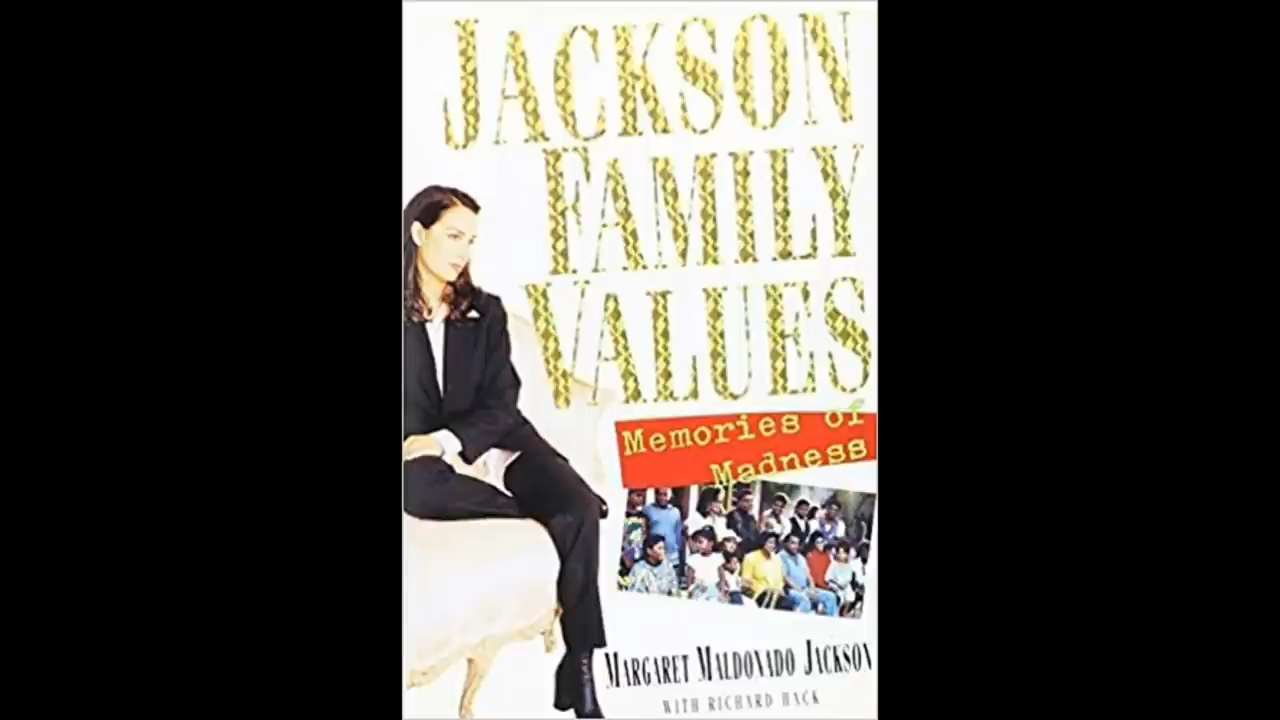 JACKSON
FAMILY
VALUES
Memories of
Madness
MARGARET MALDONADO JACKSON
WITH RICHARD HACK